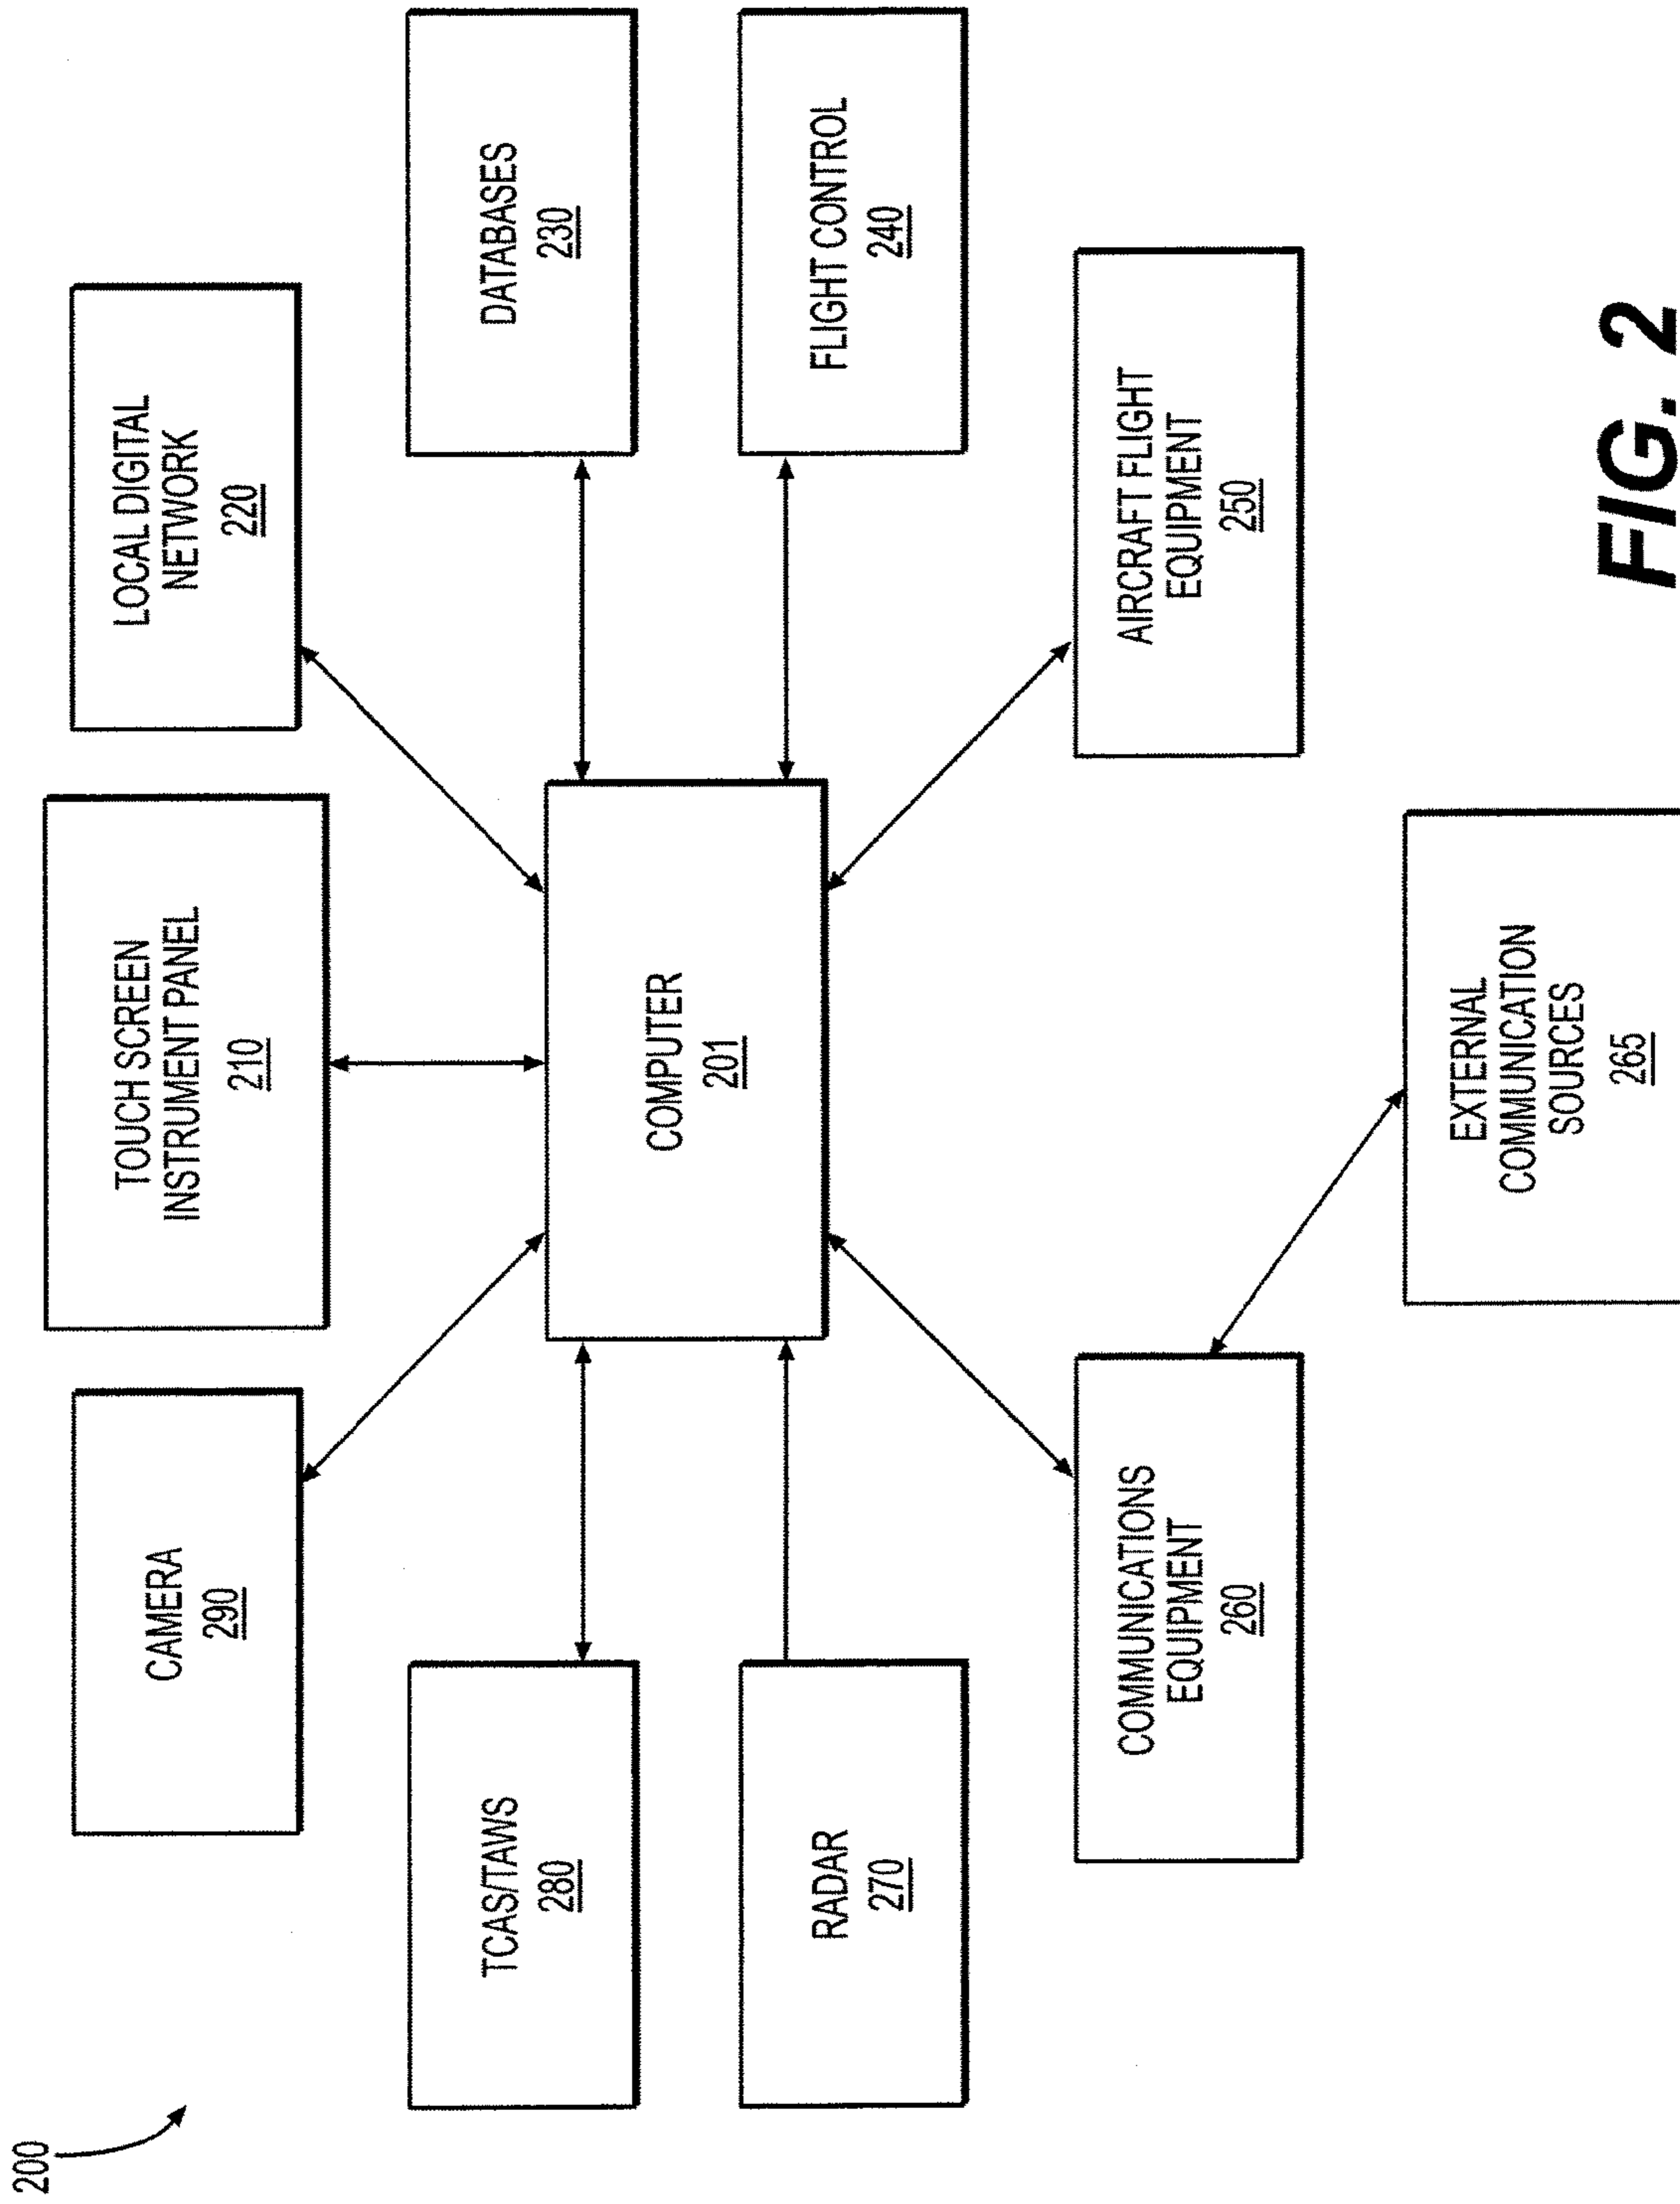 200
CAMERA
290
TOUCH SCREEN
INSTRUMENT PANEL
210
LOCAL DIGITAL
NETWORK
220
TCAS/TAWS
280
DATABASES
230
COMPUTER
201
RADAR
270
FLIGHT CONTROL
240
COMMUNICATIONS
EQUIPMENT
260
AIRCRAFT FLIGHT
EQUIPMENT
250
EXTERNAL
COMMUNICATION
SOURCES
265
FIG. 2